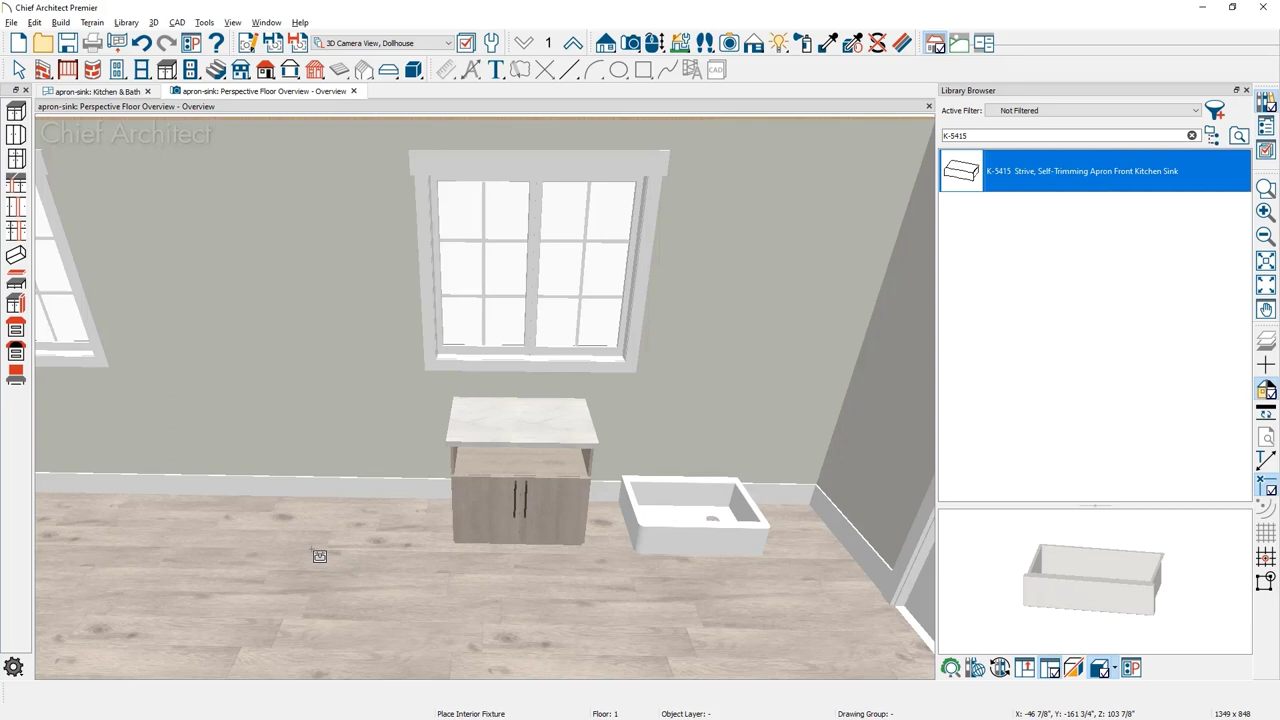 Chief Architect Premier
File Edit Build Terrain Library 3D CAD Tools View Window Help
3D Camera View, Dollhouse
1
apron-sink: Kitchen & Bath
apron-sink: Perspective Floor Overview - Overview
apron-sink: Perspective Floor Overview - Overview
Chief Architect
Library Browser
Active Filter: Not Filtered
K-5415
K-5415 Strive, Self-Trimming Apron Front Kitchen Sink
CAD
Place Interior Fixture
Floor: 1
Object Layer: -
Drawing Group: -
X: -46 7/8", Y: -161 3/4", Z: 103 7/8"
1349 x 848